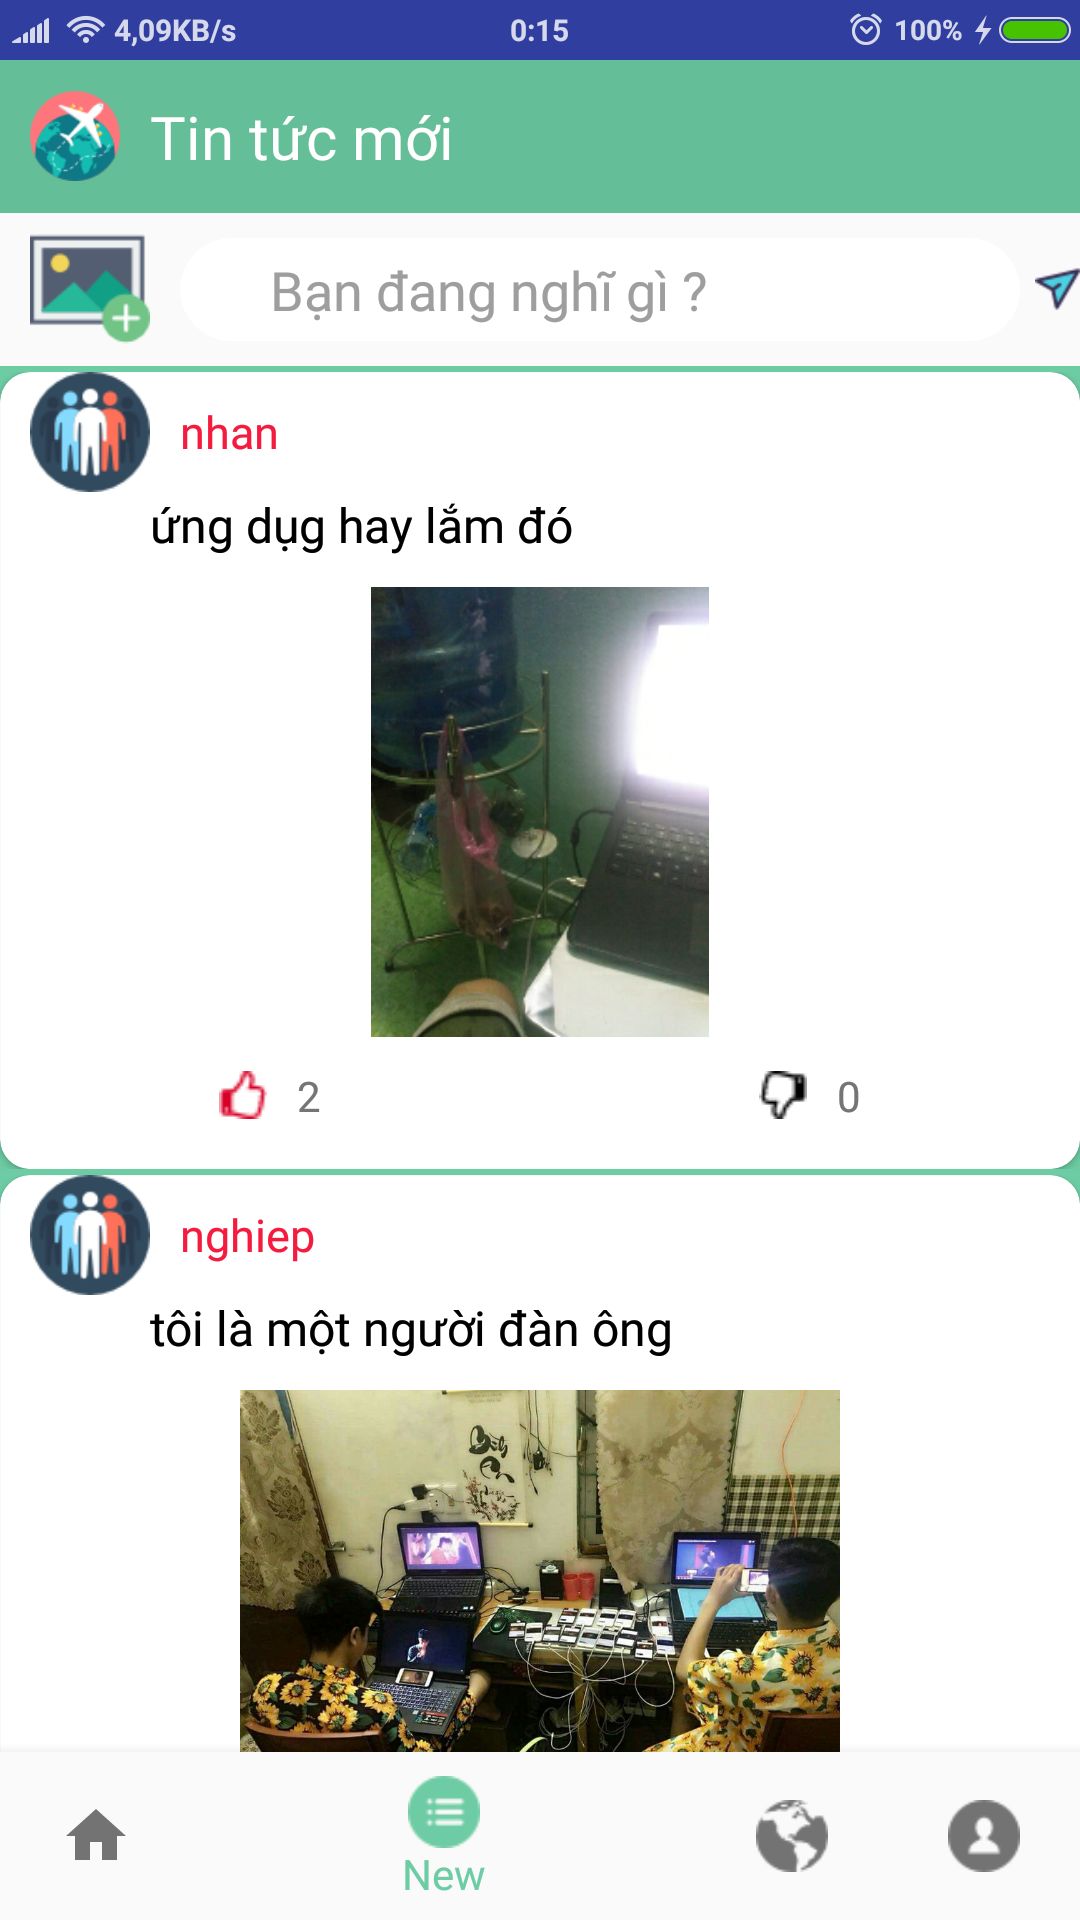 4,09KB/s 0:15 100%
Tin tức mới
Bạn đang nghĩ gì ?
nhan
ứng dụg hay lắm đó
2 0
nghiep
tôi là một người đàn ông
New